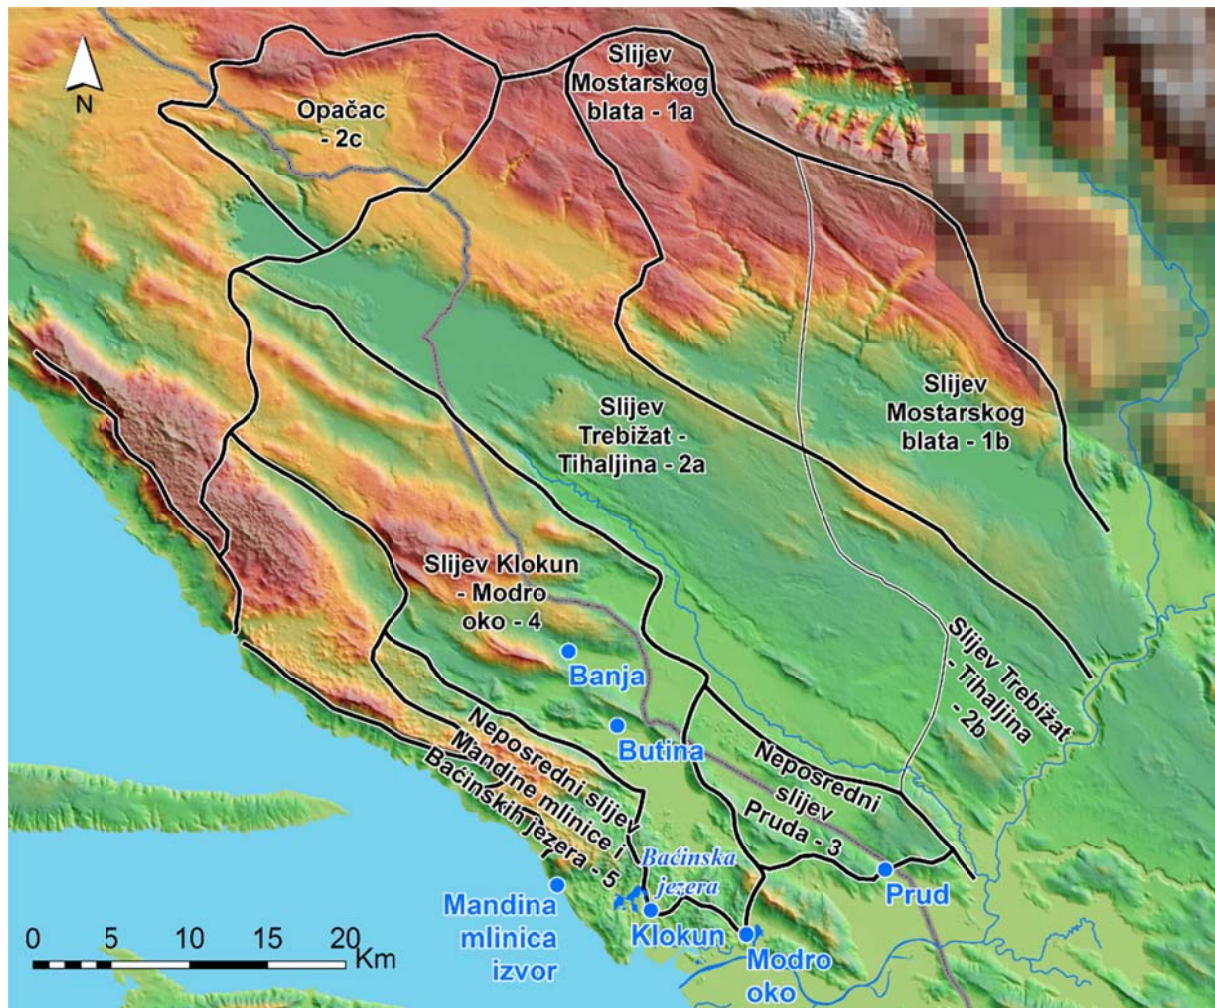 N
Opačac
- 2c
Slijev
Mostarskog
blata - 1a
Slijev
Mostarskog
blata - 1b
Slijev
Trebižat -
Tihaljina - 2a
Slijev Klokun
- Modro
oko - 4
Slijev Trebižat
- Tihaljina
- 2b
Banja
Butina
Neposredni slijev
Mandine mlinice i
Baćinskih jezera - 5
Neposredni
slijev
Pruda - 3
Baćinska
jezera
Prud
Mandina
mlinica
izvor
Klokun
Modro
oko
0 5 10 15 20
Km